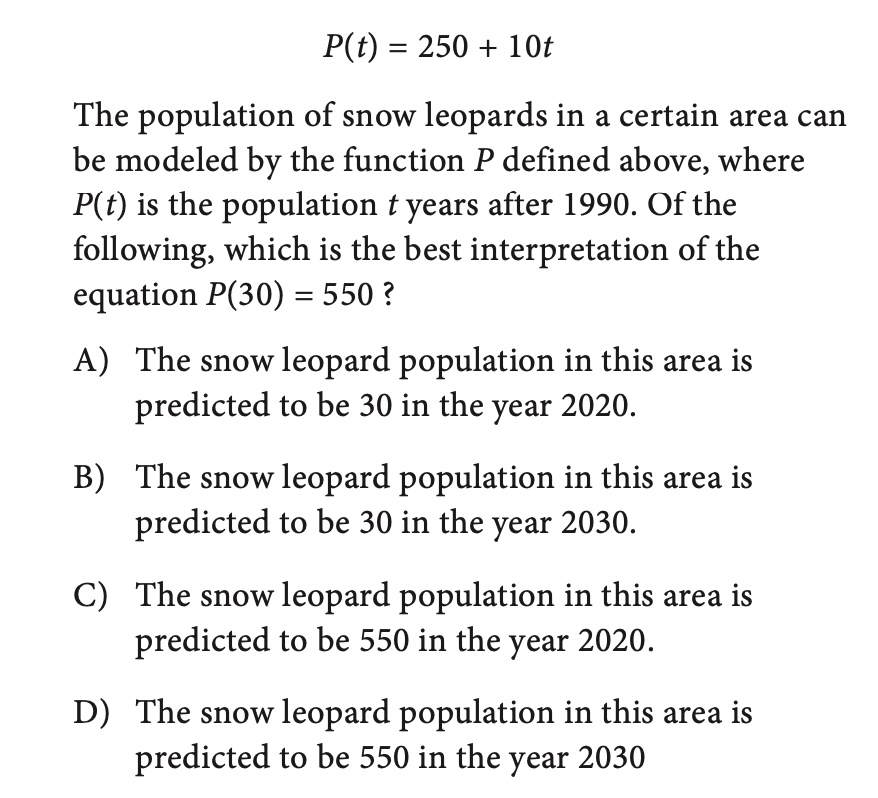 P(t) = 250 + 10t
The population of snow leopards in a certain area can
be modeled by the function P defined above, where
P(t) is the population t years after 1990. Of the
following, which is the best interpretation of the
equation P(30) = 550 ?
A) The snow leopard population in this area is
predicted to be 30 in the year 2020.
B) The snow leopard population in this area is
predicted to be 30 in the year 2030.
C) The snow leopard population in this area is
predicted to be 550 in the year 2020.
D) The snow leopard population in this area is
predicted to be 550 in the year 2030